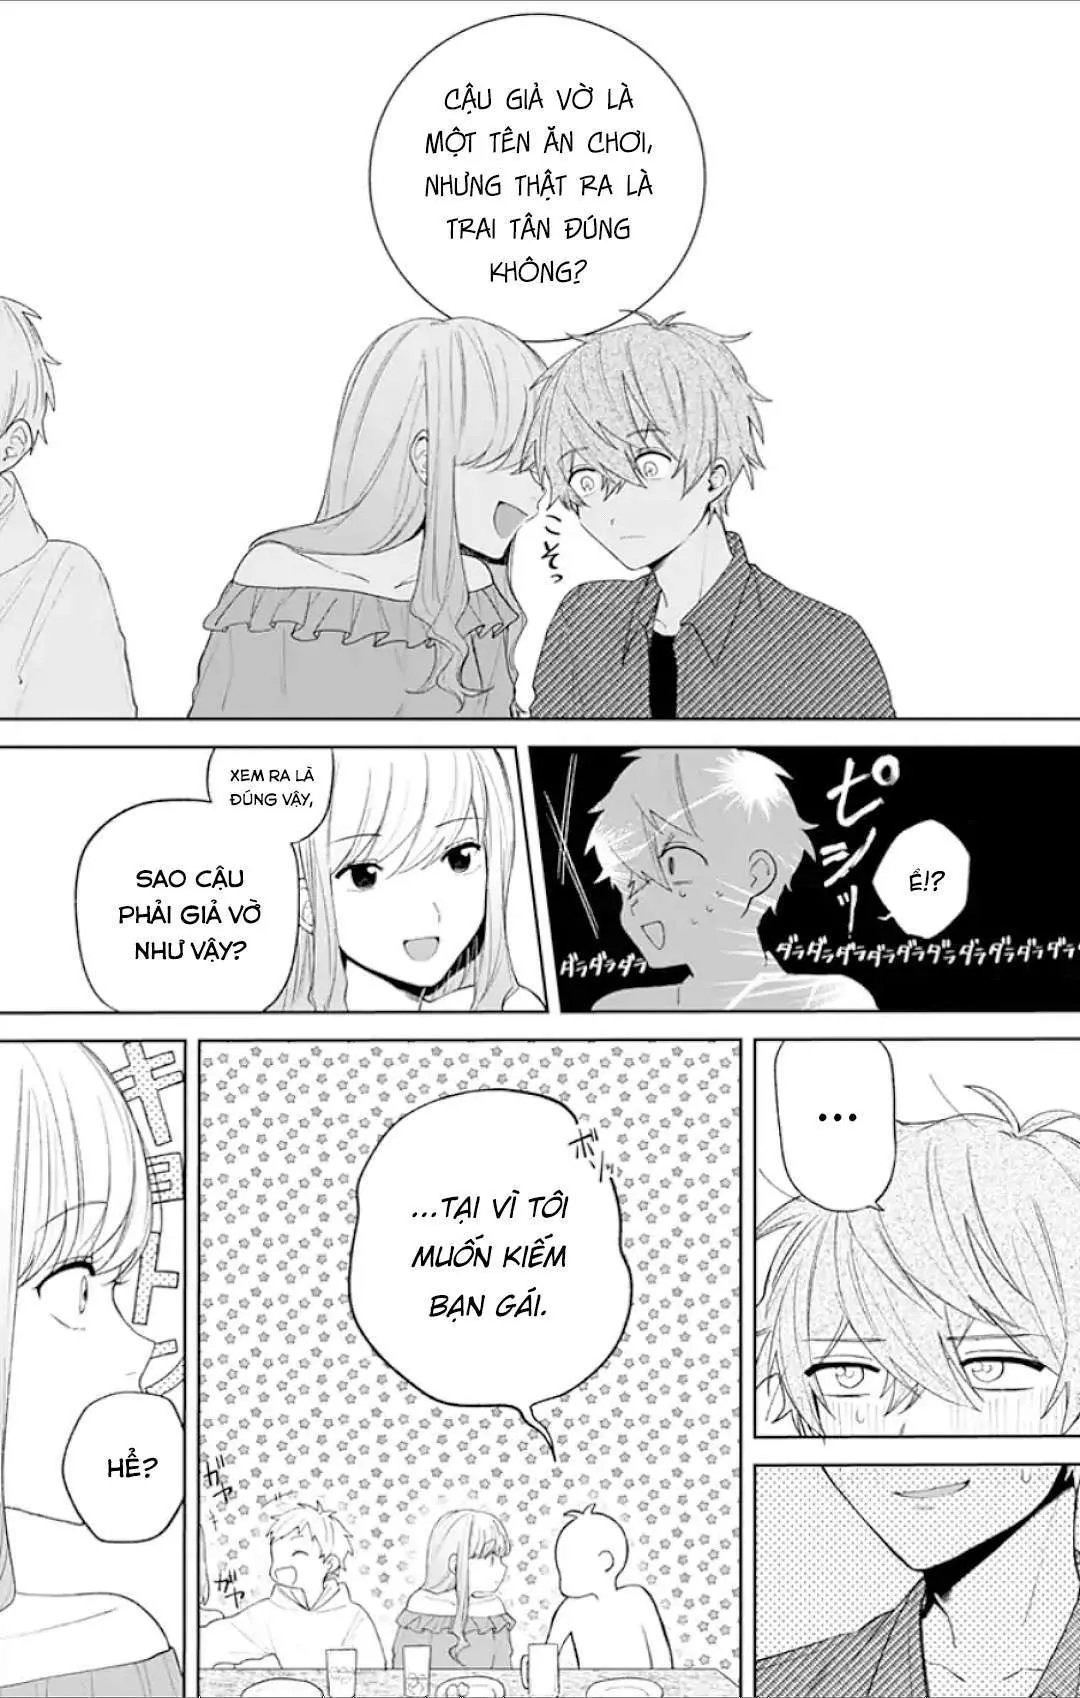 CẬU GIẢ VỜ LÀ
MỘT TÊN ĂN CHƠI,
NHƯNG THẬT RA LÀ
TRAI TÂN ĐÚNG
KHÔNG?
こそっ
ピシッ
Ể!?
ダラダラダラ
ダラダラダラダラダラダラダラダラダラダラ
XEM RA LÀ
ĐÚNG VẬY,
SAO CẬU
PHẢI GIẢ VỜ
NHƯ VẬY?
...
ボソッ
...TẠI VÌ TÔI
MUỐN KIẾM
BẠN GÁI.
ガヤ
ガヤ
キョトン
HỂ?